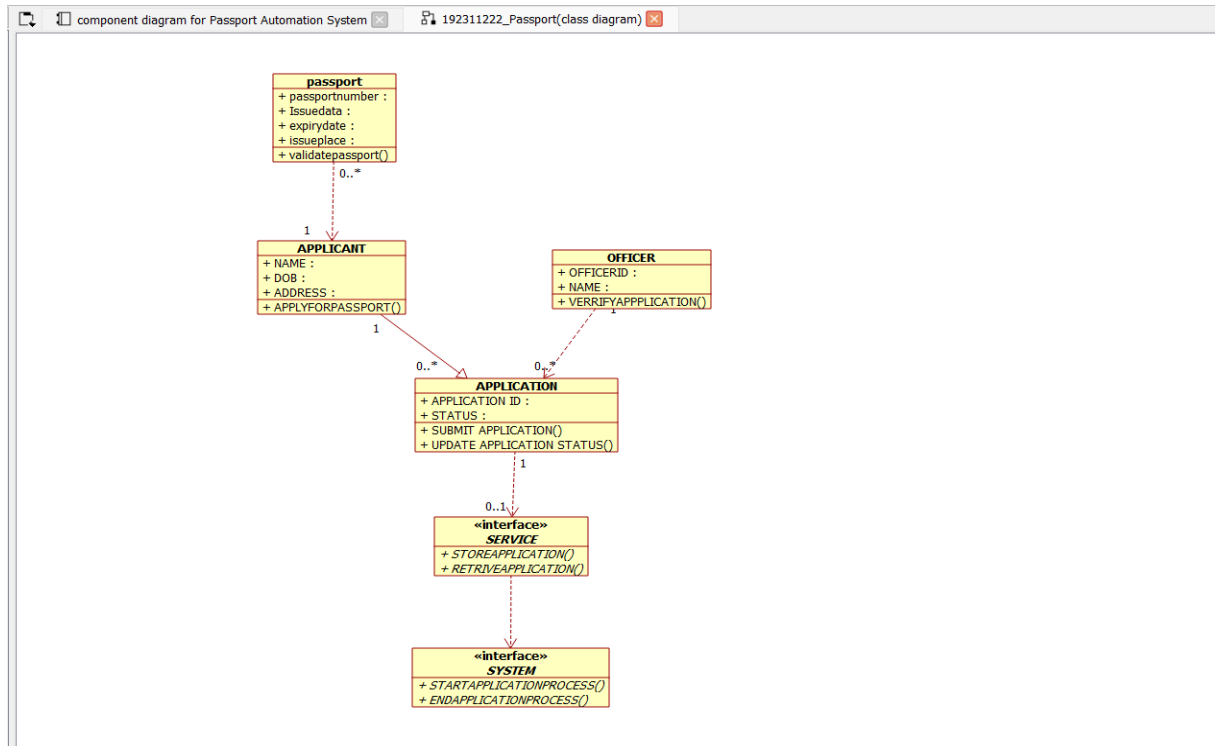 component diagram for Passport Automation System
192311222_Passport(class diagram)
passport
+ passportnumber :
+ Issuedata :
+ expirydate :
+ issueplace :
+ validatepassport()
0..*
1
APPLICANT
+ NAME :
+ DOB :
+ ADDRESS :
+ APPLYFORPASSPORT()
OFFICER
+ OFFICERID :
+ NAME :
+ VERRIFYAPPPLICATION()
1
1
0..*
0..*
APPLICATION
+ APPLICATION ID :
+ STATUS :
+ SUBMIT APPLICATION()
+ UPDATE APPLICATION STATUS()
1
0..1
«interface»
SERVICE
+ STOREAPPLICATION()
+ RETRIVEAPPLICATION()
«interface»
SYSTEM
+ STARTAPPLICATIONPROCESS()
+ ENDAPPLICATIONPROCESS()